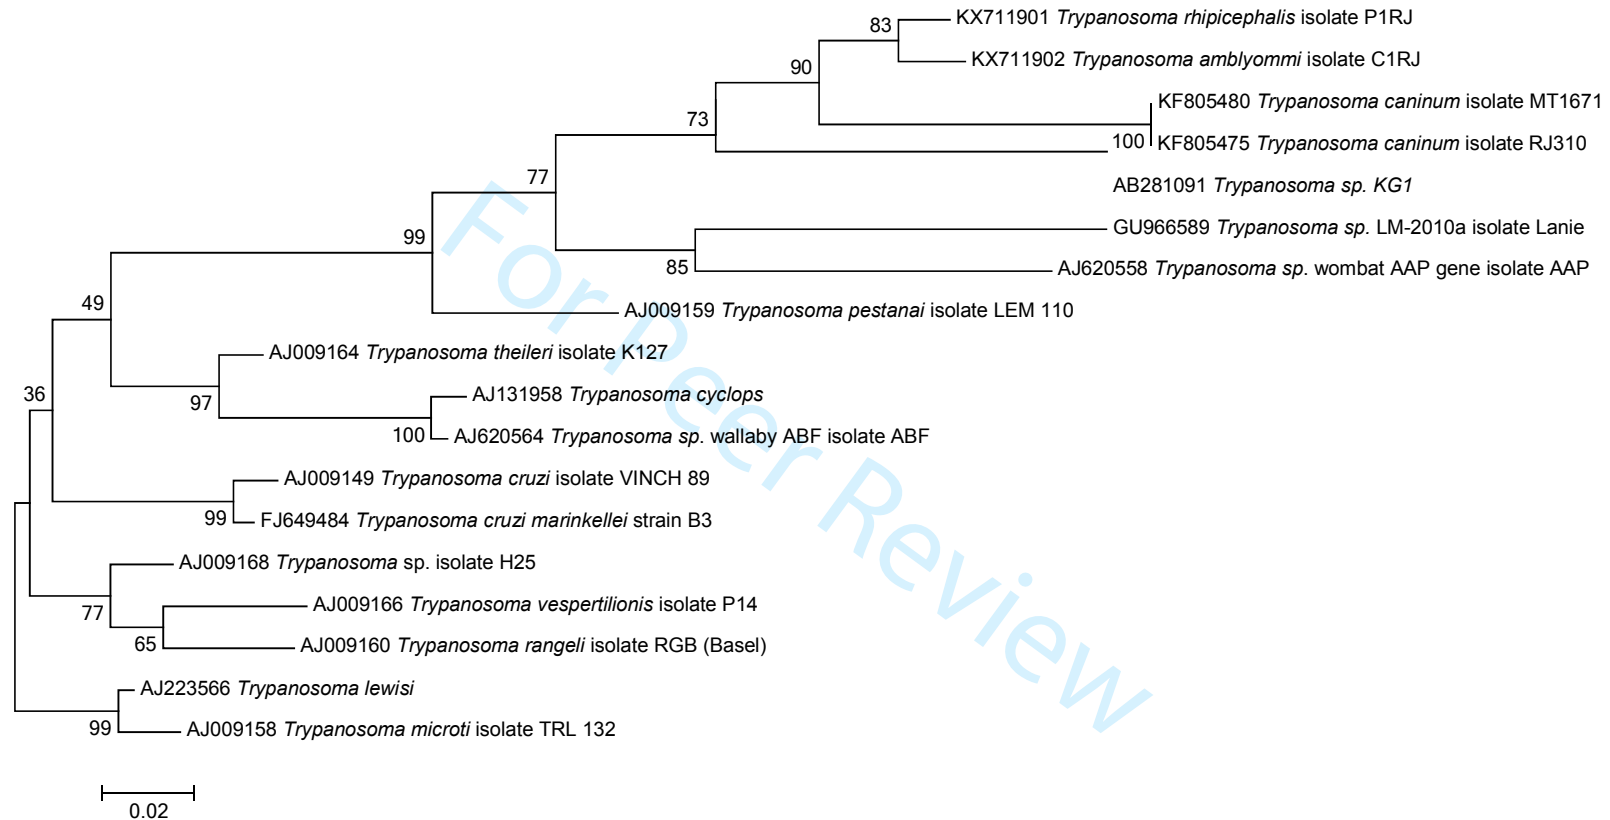 83
KX711901 Trypanosoma rhipicephalis isolate P1RJ
KX711902 Trypanosoma amblyommi isolate C1RJ
90
KF805480 Trypanosoma caninum isolate MT1671
73
100
KF805475 Trypanosoma caninum isolate RJ310
77
AB281091 Trypanosoma sp. KG1
GU966589 Trypanosoma sp. LM-2010a isolate Lanie
99
85
AJ620558 Trypanosoma sp. wombat AAP gene isolate AAP
49
AJ009159 Trypanosoma pestanai isolate LEM 110
AJ009164 Trypanosoma theileri isolate K127
36
97
AJ131958 Trypanosoma cyclops
100
AJ620564 Trypanosoma sp. wallaby ABF isolate ABF
AJ009149 Trypanosoma cruzi isolate VINCH 89
99
FJ649484 Trypanosoma cruzi marinkellei strain B3
AJ009168 Trypanosoma sp. isolate H25
77
AJ009166 Trypanosoma vespertilionis isolate P14
65
AJ009160 Trypanosoma rangeli isolate RGB (Basel)
AJ223566 Trypanosoma lewisi
99
AJ009158 Trypanosoma microti isolate TRL 132
0.02
For Peer Review